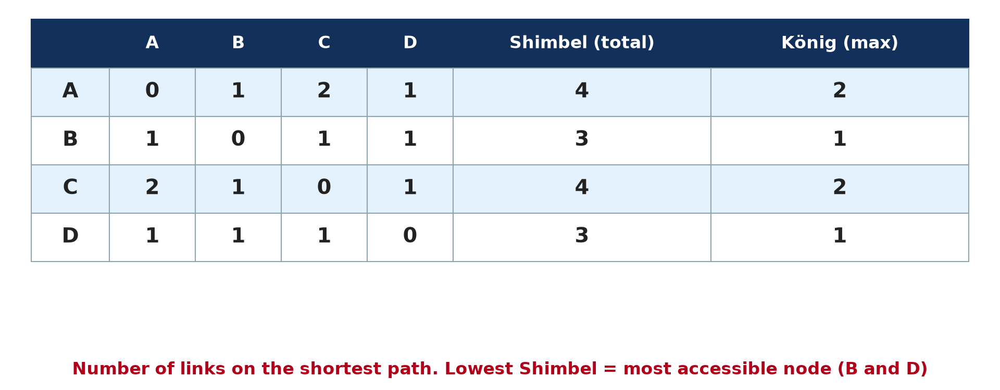 A B C D Shimbel (total) König (max)
A 0 1 2 1 4 2
B 1 0 1 1 3 1
C 2 1 0 1 4 2
D 1 1 1 0 3 1
Number of links on the shortest path. Lowest Shimbel = most accessible node (B and D)